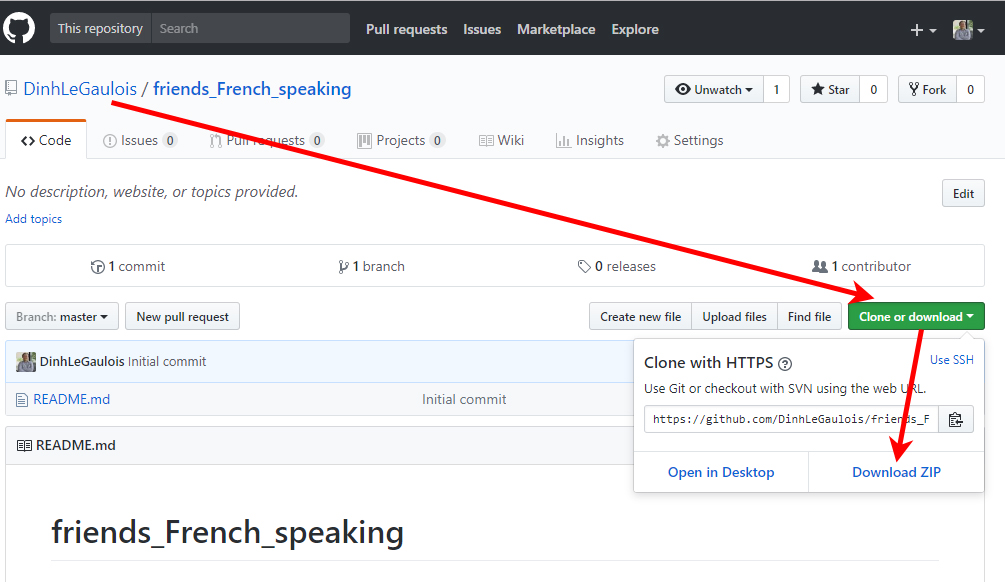 This repository Search Pull requests Issues Marketplace Explore
DinhLeGaulois / friends_French_speaking Unwatch 1 Star 0 Fork 0
Code Issues 0 Pull requests 0 Projects 0 Wiki Insights Settings
No description, website, or topics provided. Edit
Add topics
1 commit 1 branch 0 releases 1 contributor
Branch: master New pull request Create new file Upload files Find file Clone or download
DinhLeGaulois Initial commit
README.md Initial commit
Clone with HTTPS Use SSH
Use Git or checkout with SVN using the web URL.
https://github.com/DinhLeGaulois/friends_F
Open in Desktop Download ZIP
README.md
friends_French_speaking